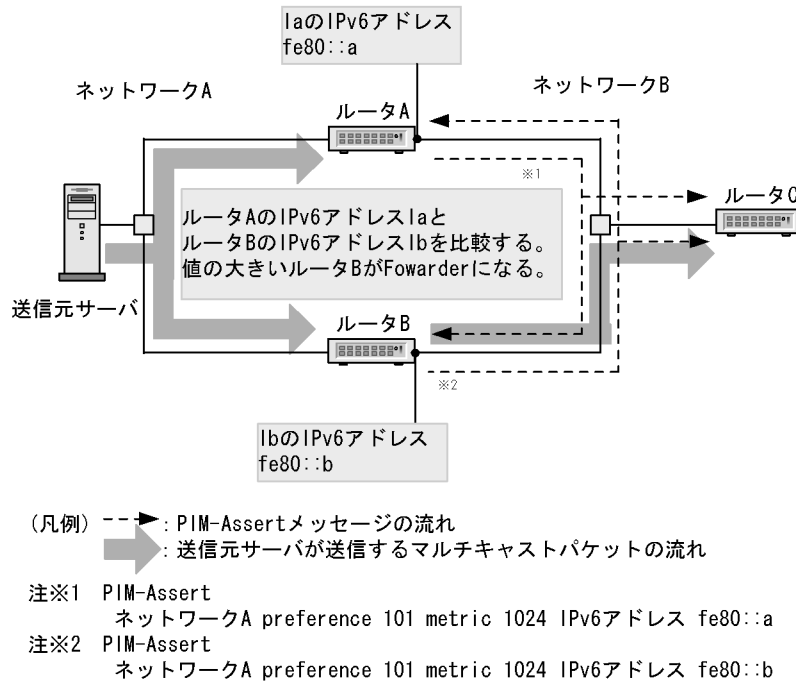 IaのIPv6アドレス
fe80::a
ネットワークA
ネットワークB
ルータA
※1
ルータC
ルータAのIPv6アドレスIaと
ルータBのIPv6アドレスIbを比較する。
値の大きいルータBがFowarderになる。
送信元サーバ
ルータB
※2
IbのIPv6アドレス
fe80::b
(凡例)
:PIM-Assertメッセージの流れ
:送信元サーバが送信するマルチキャストパケットの流れ
注※1 PIM-Assert
ネットワークA preference 101 metric 1024 IPv6アドレス fe80::a
注※2 PIM-Assert
ネットワークA preference 101 metric 1024 IPv6アドレス fe80::b